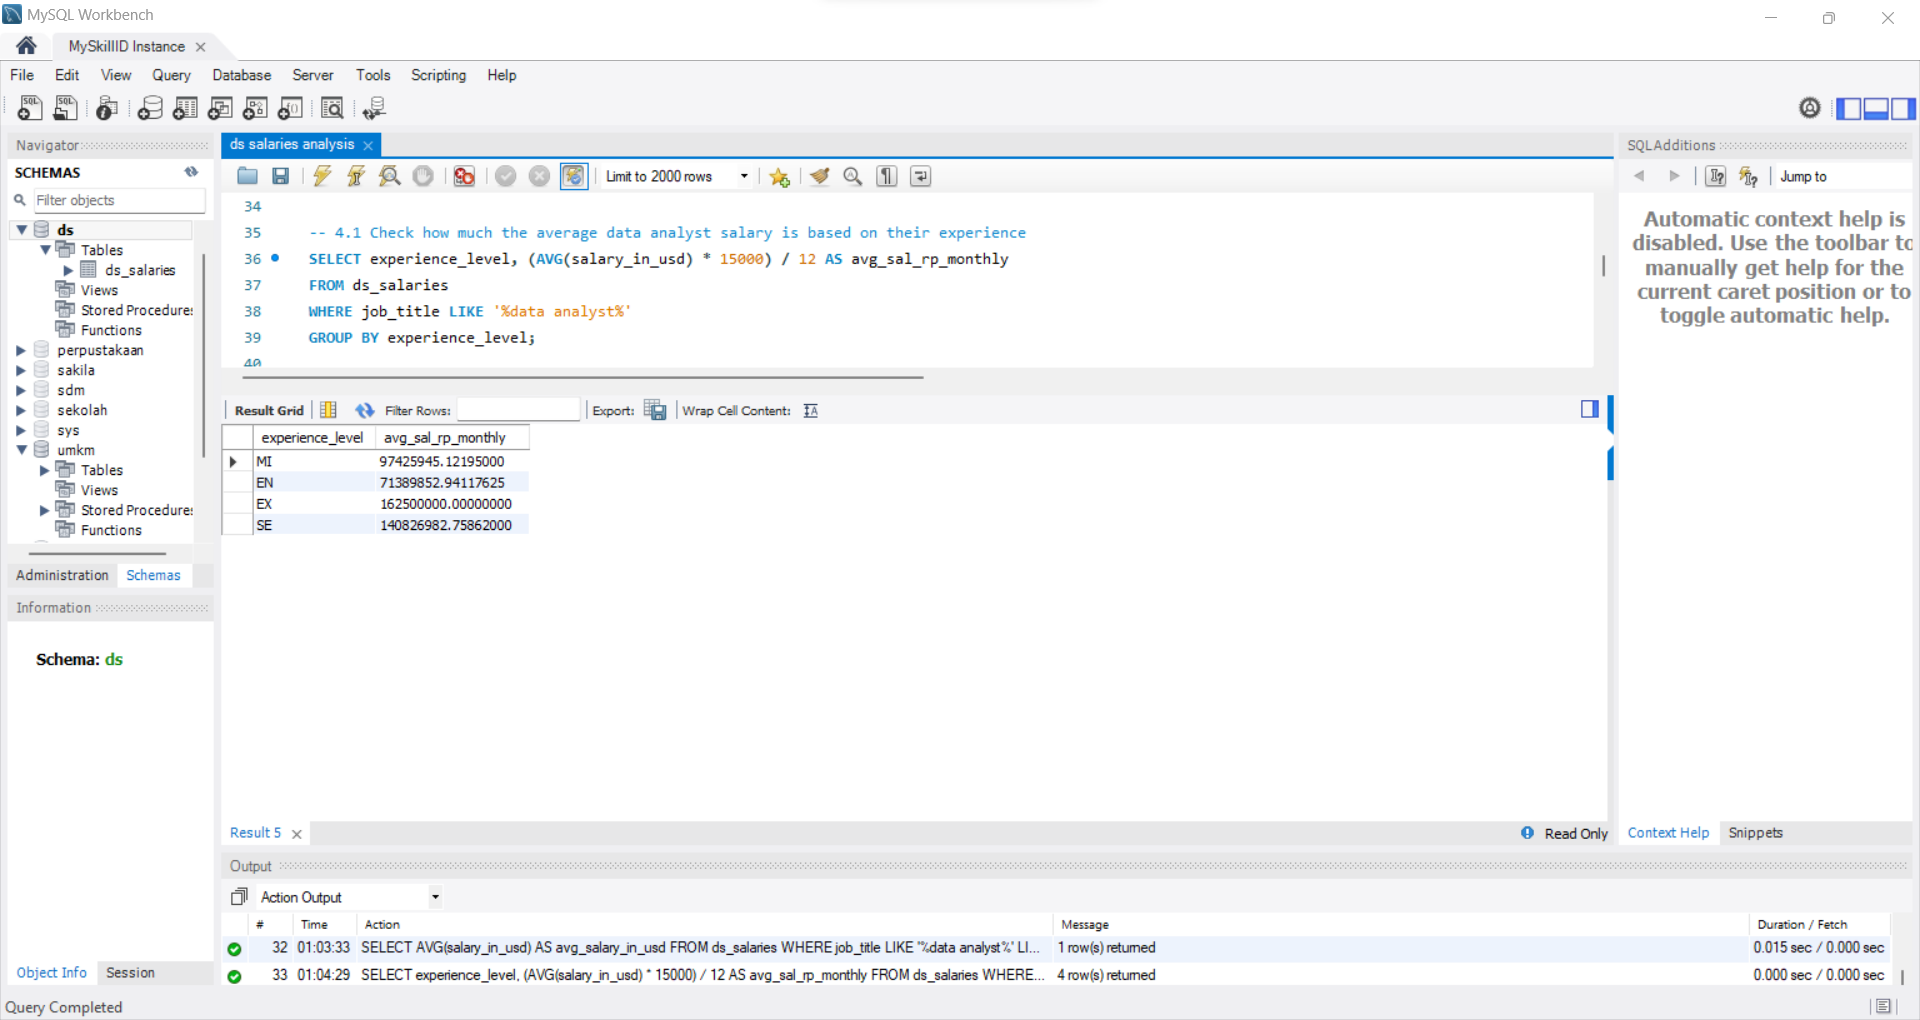 MySQL Workbench
MySkillID Instance
File Edit View Query Database Server Tools Scripting Help
Navigator
SCHEMAS
Filter objects
ds
Tables
ds_salaries
Views
Stored Procedures
Functions
perpustakaan
sakila
sdm
sekolah
sys
umkm
Tables
Views
Stored Procedures
Functions
Administration Schemas
Information
Schema: ds
Object Info Session
ds salaries analysis
Limit to 2000 rows
34
35 -- 4.1 Check how much the average data analyst salary is based on their experience
36 SELECT experience_level, (AVG(salary_in_usd) * 15000) / 12 AS avg_sal_rp_monthly
37 FROM ds_salaries
38 WHERE job_title LIKE '%data analyst%'
39 GROUP BY experience_level;
40
Result Grid Filter Rows: Export: Wrap Cell Content:
experience_level avg_sal_rp_monthly
MI 97425945.12195000
EN 71389852.94117625
EX 162500000.00000000
SE 140826982.75862000
Result 5
Read Only
SQLAdditions
Jump to
Automatic context help is
disabled. Use the toolbar to
manually get help for the
current caret position or to
toggle automatic help.
Context Help Snippets
Output
Action Output
# Time Action Message Duration / Fetch
32 01:03:33 SELECT AVG(salary_in_usd) AS avg_salary_in_usd FROM ds_salaries WHERE job_title LIKE '%data analyst%' LI... 1 row(s) returned 0.015 sec / 0.000 sec
33 01:04:29 SELECT experience_level, (AVG(salary_in_usd) * 15000) / 12 AS avg_sal_rp_monthly FROM ds_salaries WHERE... 4 row(s) returned 0.000 sec / 0.000 sec
Query Completed